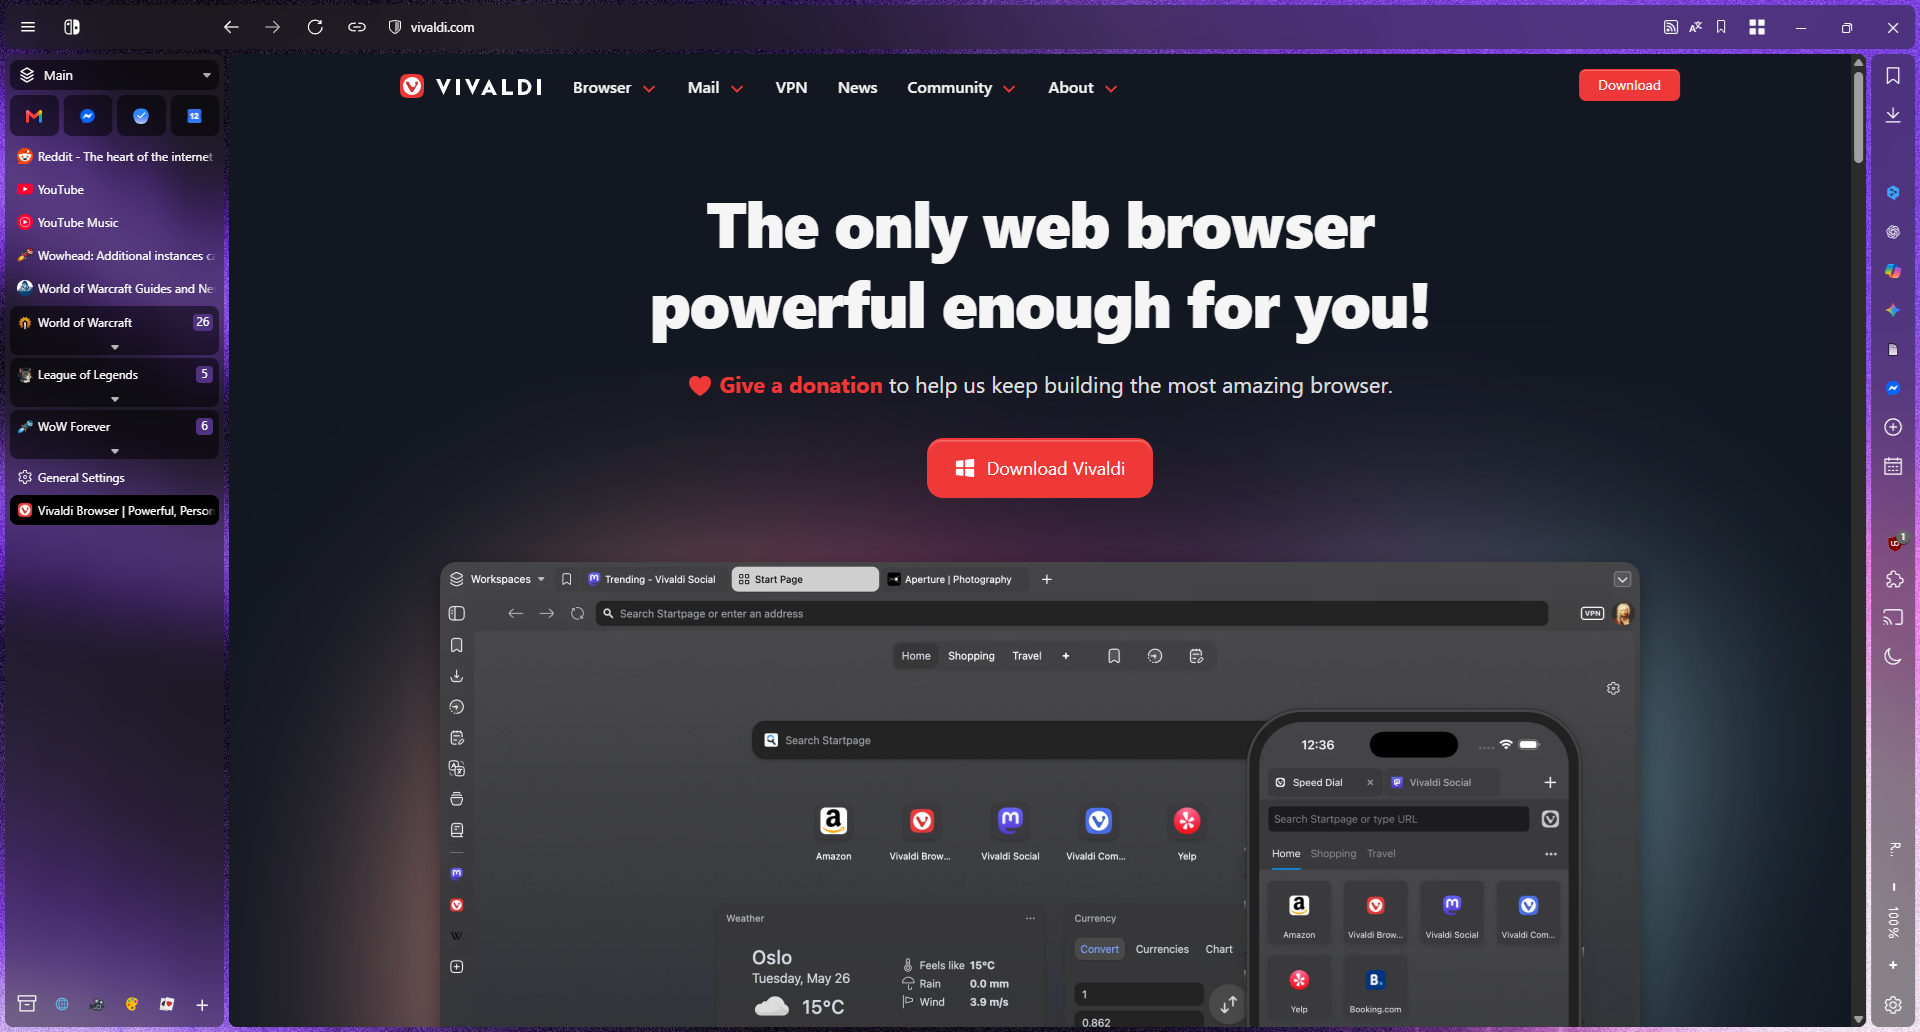 vivaldi.com
Main
12
Reddit - The heart of the internet
YouTube
YouTube Music
Wowhead: Additional instances ca
World of Warcraft Guides and Ne
World of Warcraft 26
League of Legends 5
WoW Forever 6
General Settings
Vivaldi Browser | Powerful, Person
VIVALDI Browser Mail VPN News Community About Download
The only web browser
powerful enough for you!
Give a donation to help us keep building the most amazing browser.
Download Vivaldi
Workspaces Trending - Vivaldi Social Start Page Aperture | Photography
Search Startpage or enter an address VPN
Home Shopping Travel
Search Startpage
Amazon Vivaldi Brow... Vivaldi Social Vivaldi Com... Yelp
Weather
Oslo
Tuesday, May 26
15°C
Feels like 15°C
Rain 0.0 mm
Wind 3.9 m/s
Currency
Convert Currencies Chart
1
0.862
12:36
Speed Dial Vivaldi Social
Search Startpage or type URL
Home Shopping Travel
Amazon Vivaldi Brow... Vivaldi Social Vivaldi Com...
Yelp Booking.com
1
R...
100%